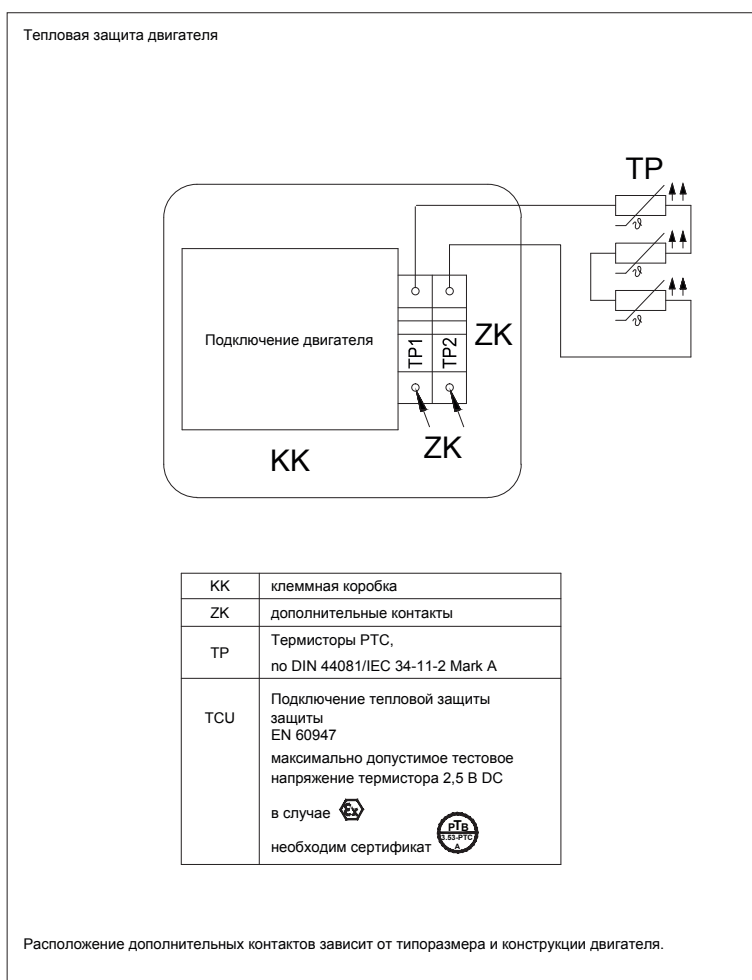 Тепловая защита двигателя
TP
ϑ
ϑ
ϑ
Подключение двигателя
TP1
TP2
ZK
ZK
KK
KK клеммная коробка
ZK дополнительные контакты
TP Термисторы PTC,
по DIN 44081/IEC 34-11-2 Mark A
TCU Подключение тепловой защиты
защиты
EN 60947
максимально допустимое тестовое
напряжение термистора 2,5 В DC
в случае Ex
PTB
3.53-PTC
A
необходим сертификат
Расположение дополнительных контактов зависит от типоразмера и конструкции двигателя.